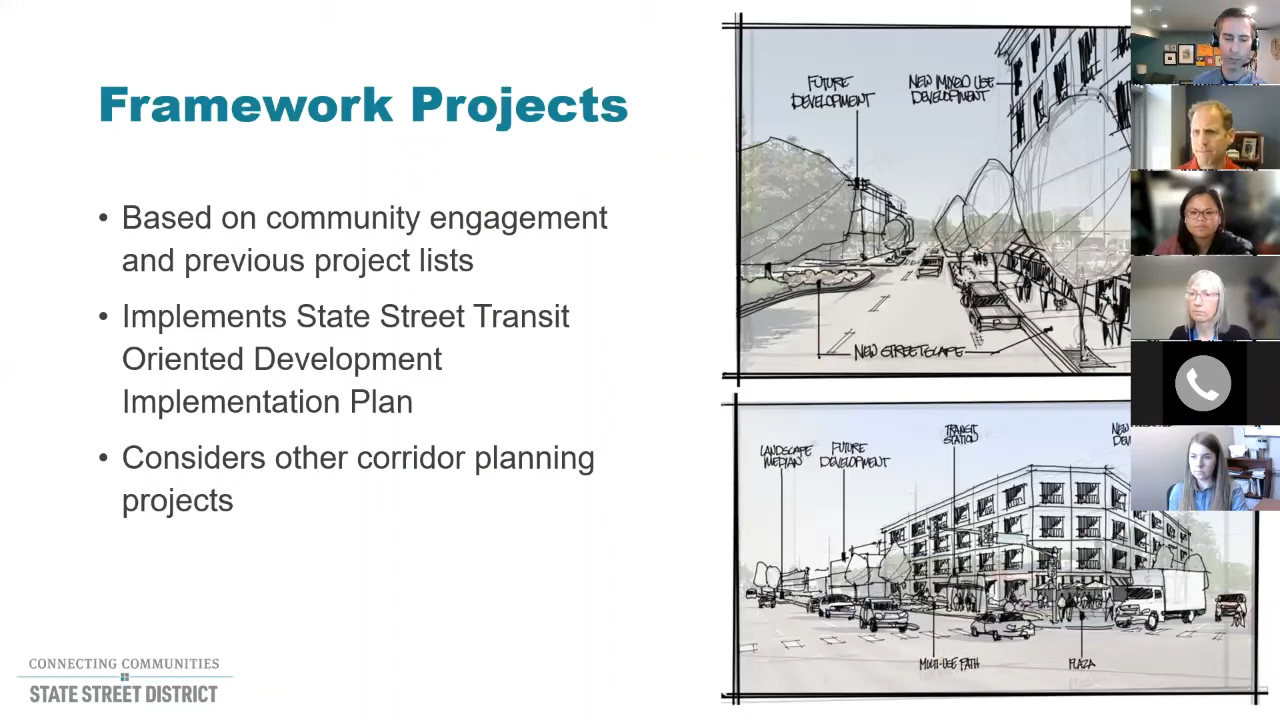 Framework Projects
• Based on community engagement
and previous project lists
• Implements State Street Transit
Oriented Development
Implementation Plan
• Considers other corridor planning
projects
CONNECTING COMMUNITIES
STATE STREET DISTRICT
FUTURE
DEVELOPMENT
NEW MIXED USE
DEVELOPMENT
NEW STREETSCAPE
LANDSCAPE
MEDIAN
FUTURE
DEVELOPMENT
TRANSIT
STATION
NEW
MULTI-USE PATH
PLAZA